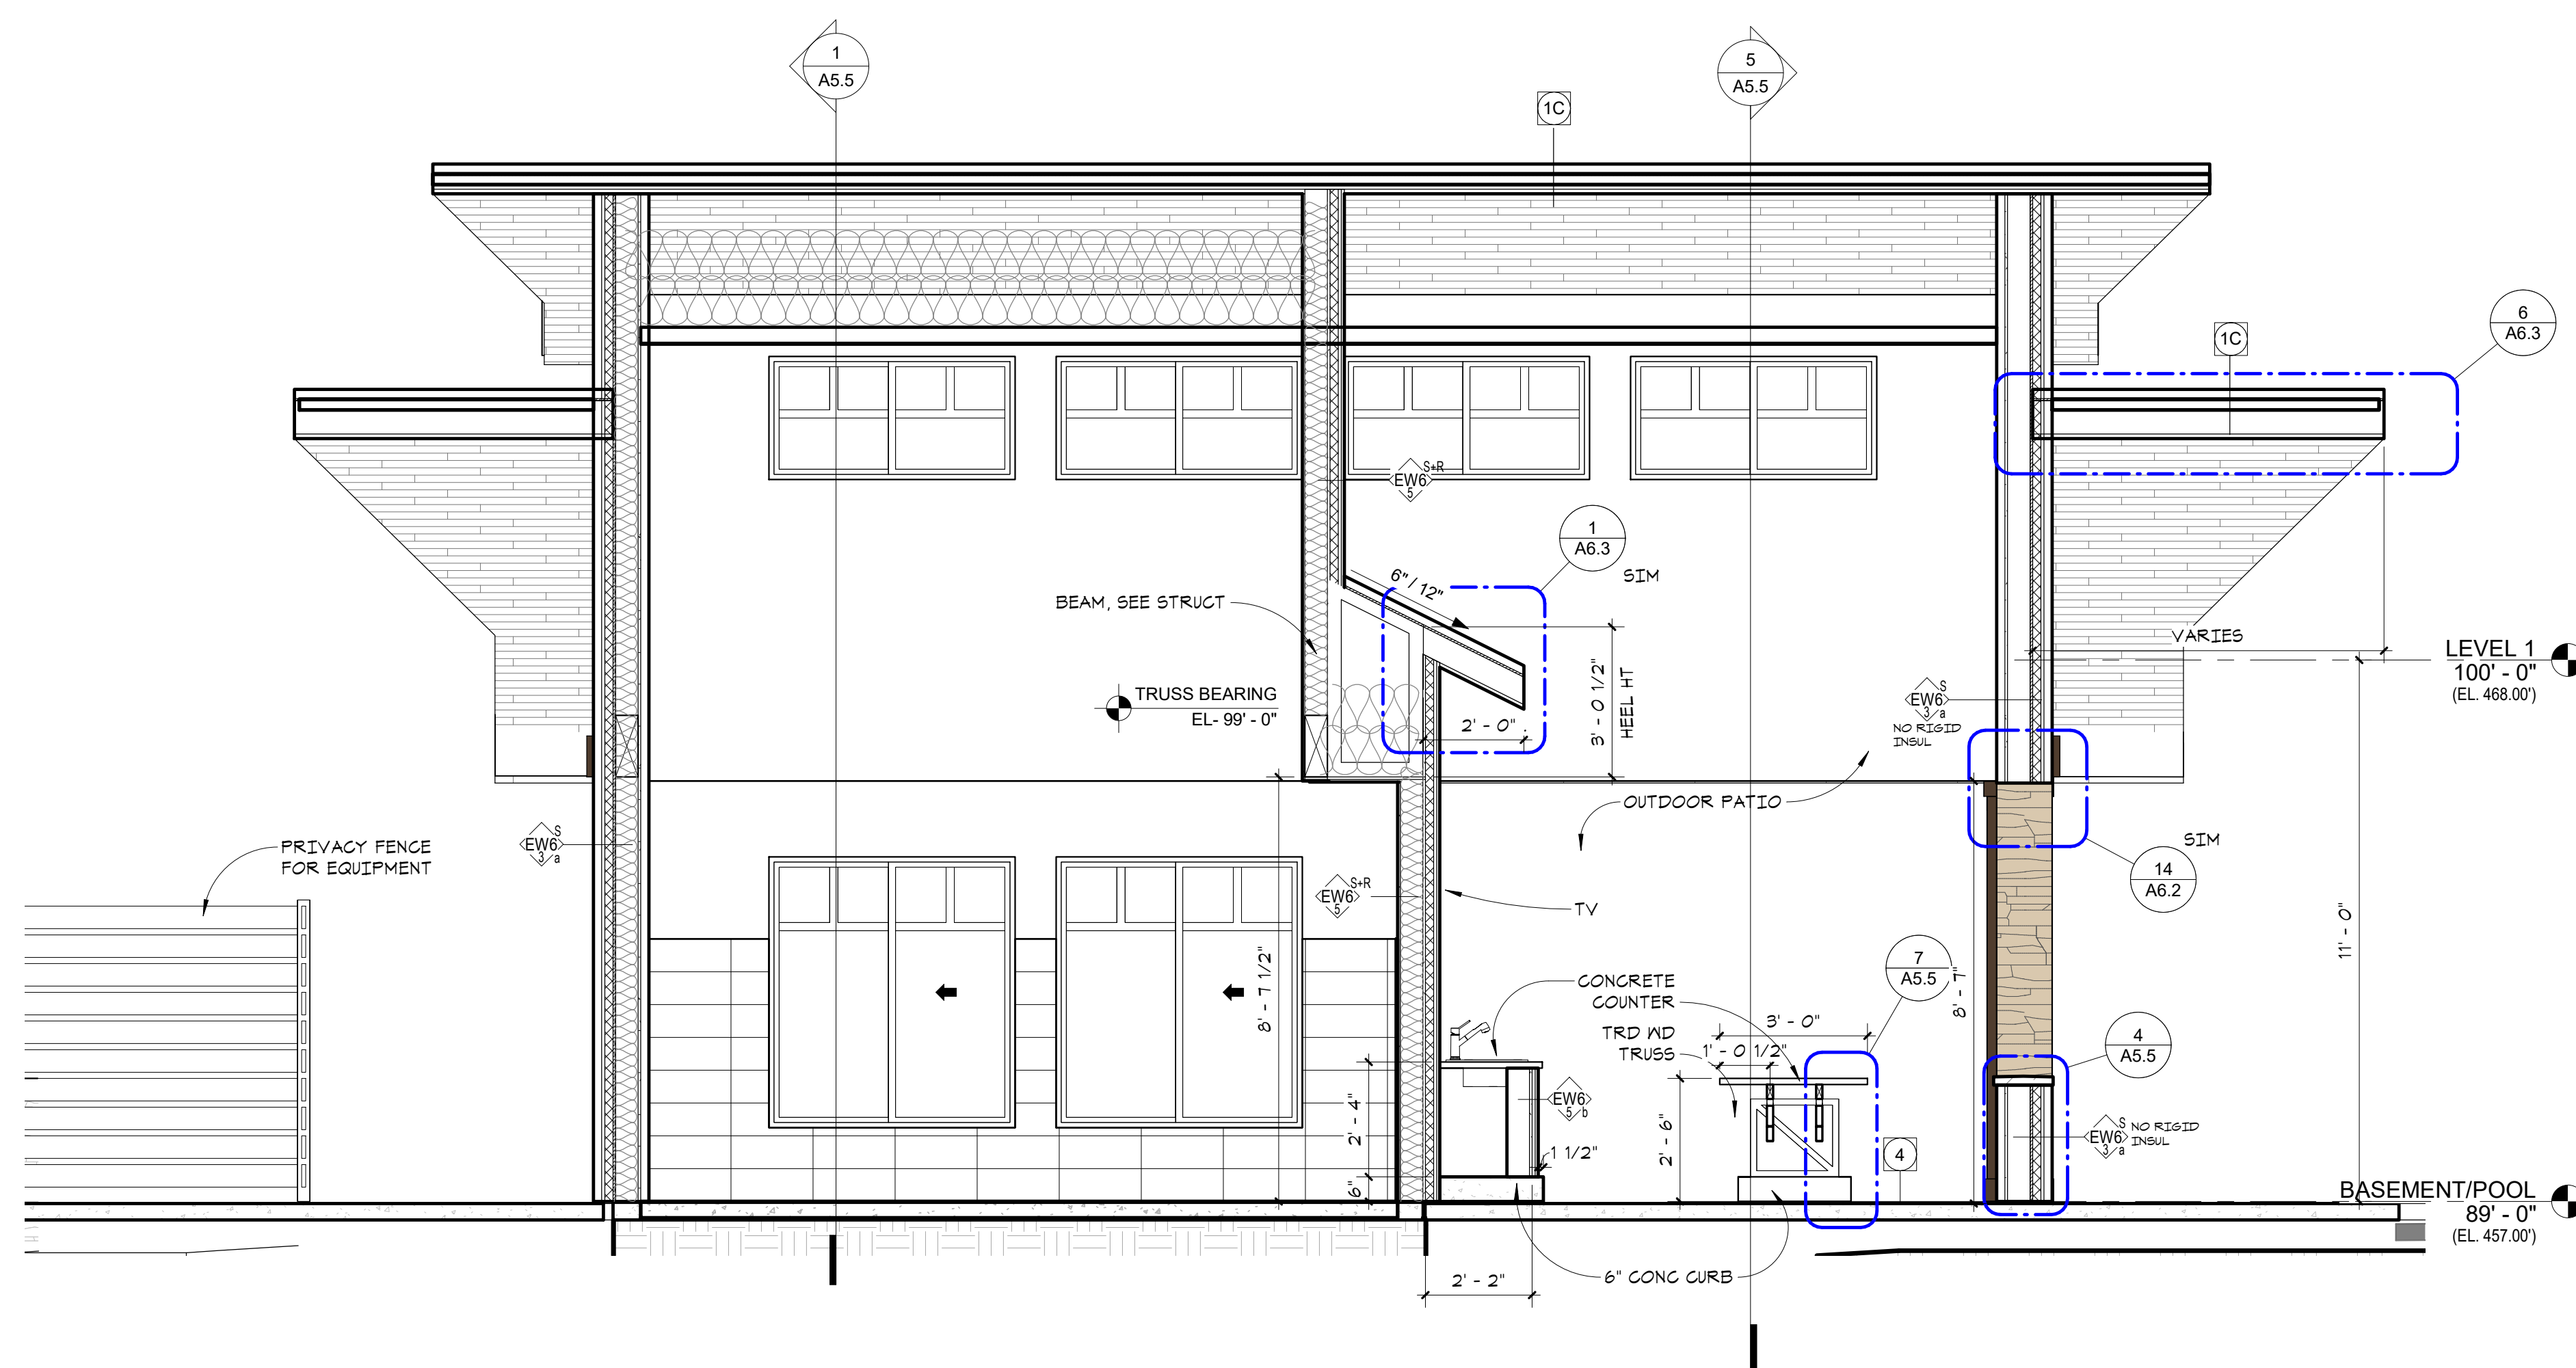 1
A5.5
5
A5.5
1C
6
A6.3
1C
S+R
EW6
5
1
A6.3
SIM
6" / 12"
BEAM, SEE STRUCT
VARIES
LEVEL 1
100' - 0"
(EL. 468.00')
TRUSS BEARING
EL- 99' - 0"
2' - 0"
3' - 0 1/2"
HEEL HT
S
EW6
3 a
NO RIGID
INSUL
OUTDOOR PATIO
S
EW6
3 a
PRIVACY FENCE
FOR EQUIPMENT
SIM
14
A6.2
S+R
EW6
5
TV
11' - 0"
8' - 7 1/2"
8' - 7"
CONCRETE
COUNTER
7
A5.5
TRD WD
TRUSS
3' - 0"
1' - 0 1/2"
4
A5.5
2' - 4"
6"
EW6
5 b
1 1/2"
2' - 6"
4
S
EW6
3 a
NO RIGID
INSUL
BASEMENT/POOL
89' - 0"
(EL. 457.00')
2' - 2"
6" CONC CURB